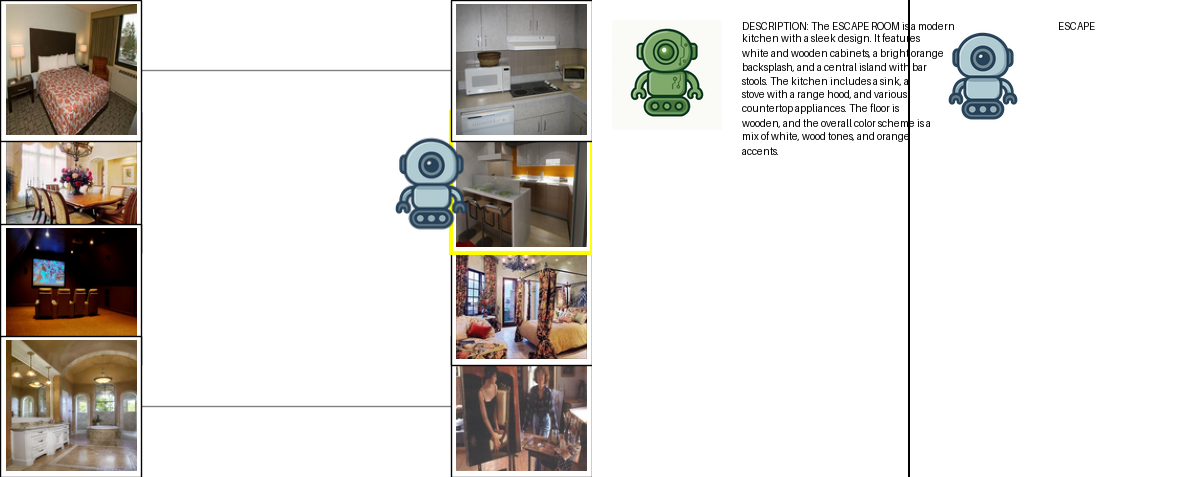 DESCRIPTION: The ESCAPE ROOM is a modern
kitchen with a sleek design. It features
white and wooden cabinets, a bright orange
backsplash, and a central island with bar
stools. The kitchen includes a sink, a
stove with a range hood, and various
countertop appliances. The floor is
wooden, and the overall color scheme is a
mix of white, wood tones, and orange
accents.
ESCAPE